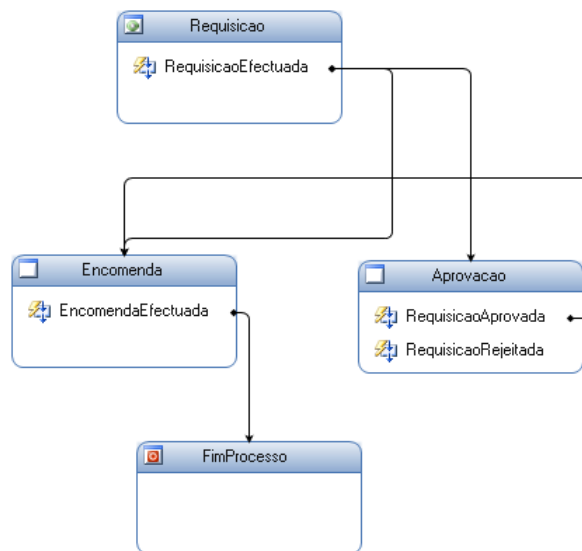 Requisicao
RequisicaoEfectuada
Encomenda
EncomendaEfectuada
Aprovacao
RequisicaoAprovada
RequisicaoRejeitada
FimProcesso